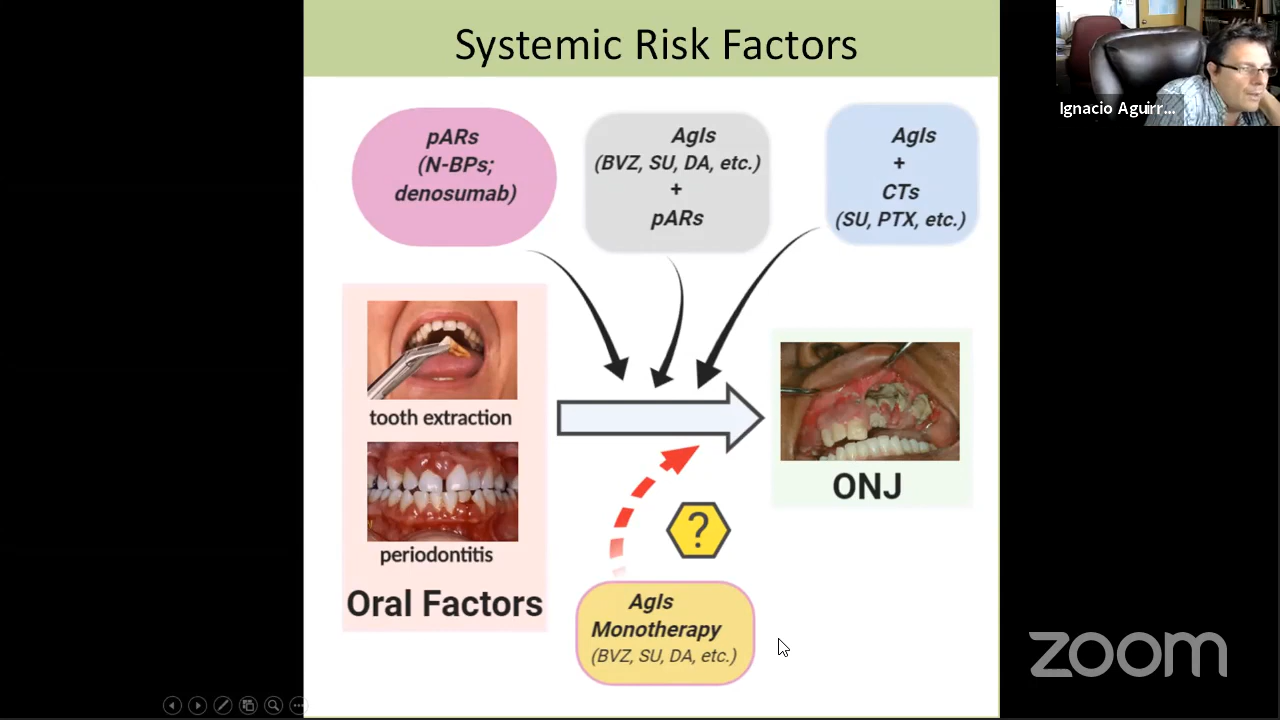 Systemic Risk Factors
Ignacio Aguirr...
pARs
(N-BPs;
denosumab)
AgIs
(BVZ, SU, DA, etc.)
+
pARs
AgIs
+
CTs
(SU, PTX, etc.)
tooth extraction
periodontitis
Oral Factors
ONJ
?
AgIs
Monotherapy
(BVZ, SU, DA, etc.)
zoom